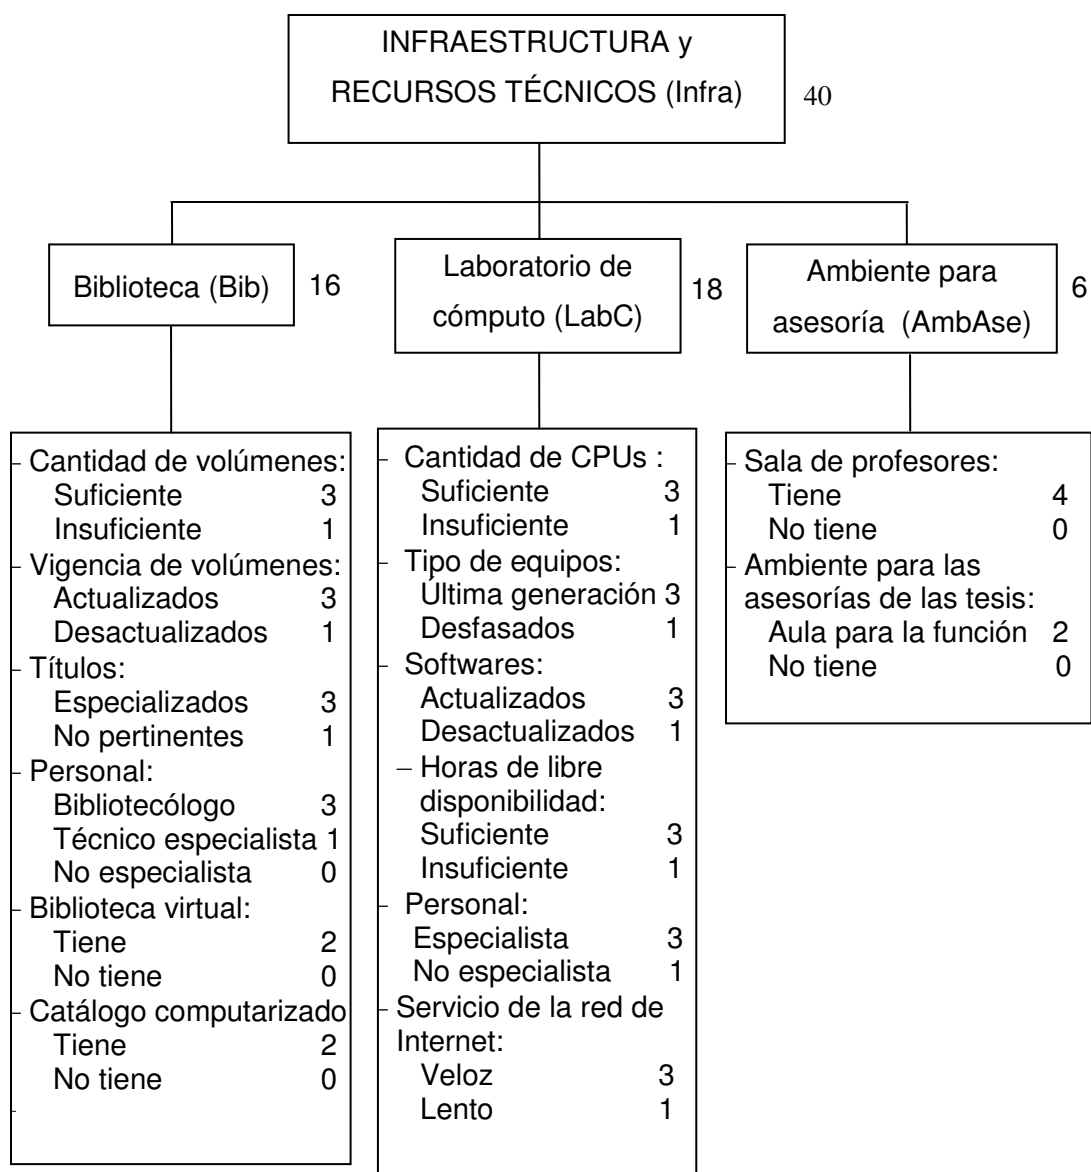 INFRAESTRUCTURA y
RECURSOS TÉCNICOS (Infra)
40
Biblioteca (Bib)
16
Laboratorio de
cómputo (LabC)
18
Ambiente para
asesoría (AmbAse)
6
– Cantidad de volúmenes:
Suficiente 3
Insuficiente 1
– Vigencia de volúmenes:
Actualizados 3
Desactualizados 1
– Títulos:
Especializados 3
No pertinentes 1
– Personal:
Bibliotecólogo 3
Técnico especialista 1
No especialista 0
– Biblioteca virtual:
Tiene 2
No tiene 0
– Catálogo computarizado
Tiene 2
No tiene 0
-
– Cantidad de CPUs :
Suficiente 3
Insuficiente 1
– Tipo de equipos:
Última generación 3
Desfasados 1
– Softwares:
Actualizados 3
Desactualizados 1
– Horas de libre
disponibilidad:
Suficiente 3
Insuficiente 1
– Personal:
Especialista 3
No especialista 1
– Servicio de la red de
Internet:
Veloz 3
Lento 1
– Sala de profesores:
Tiene 4
No tiene 0
– Ambiente para las
asesorías de las tesis:
Aula para la función 2
No tiene 0